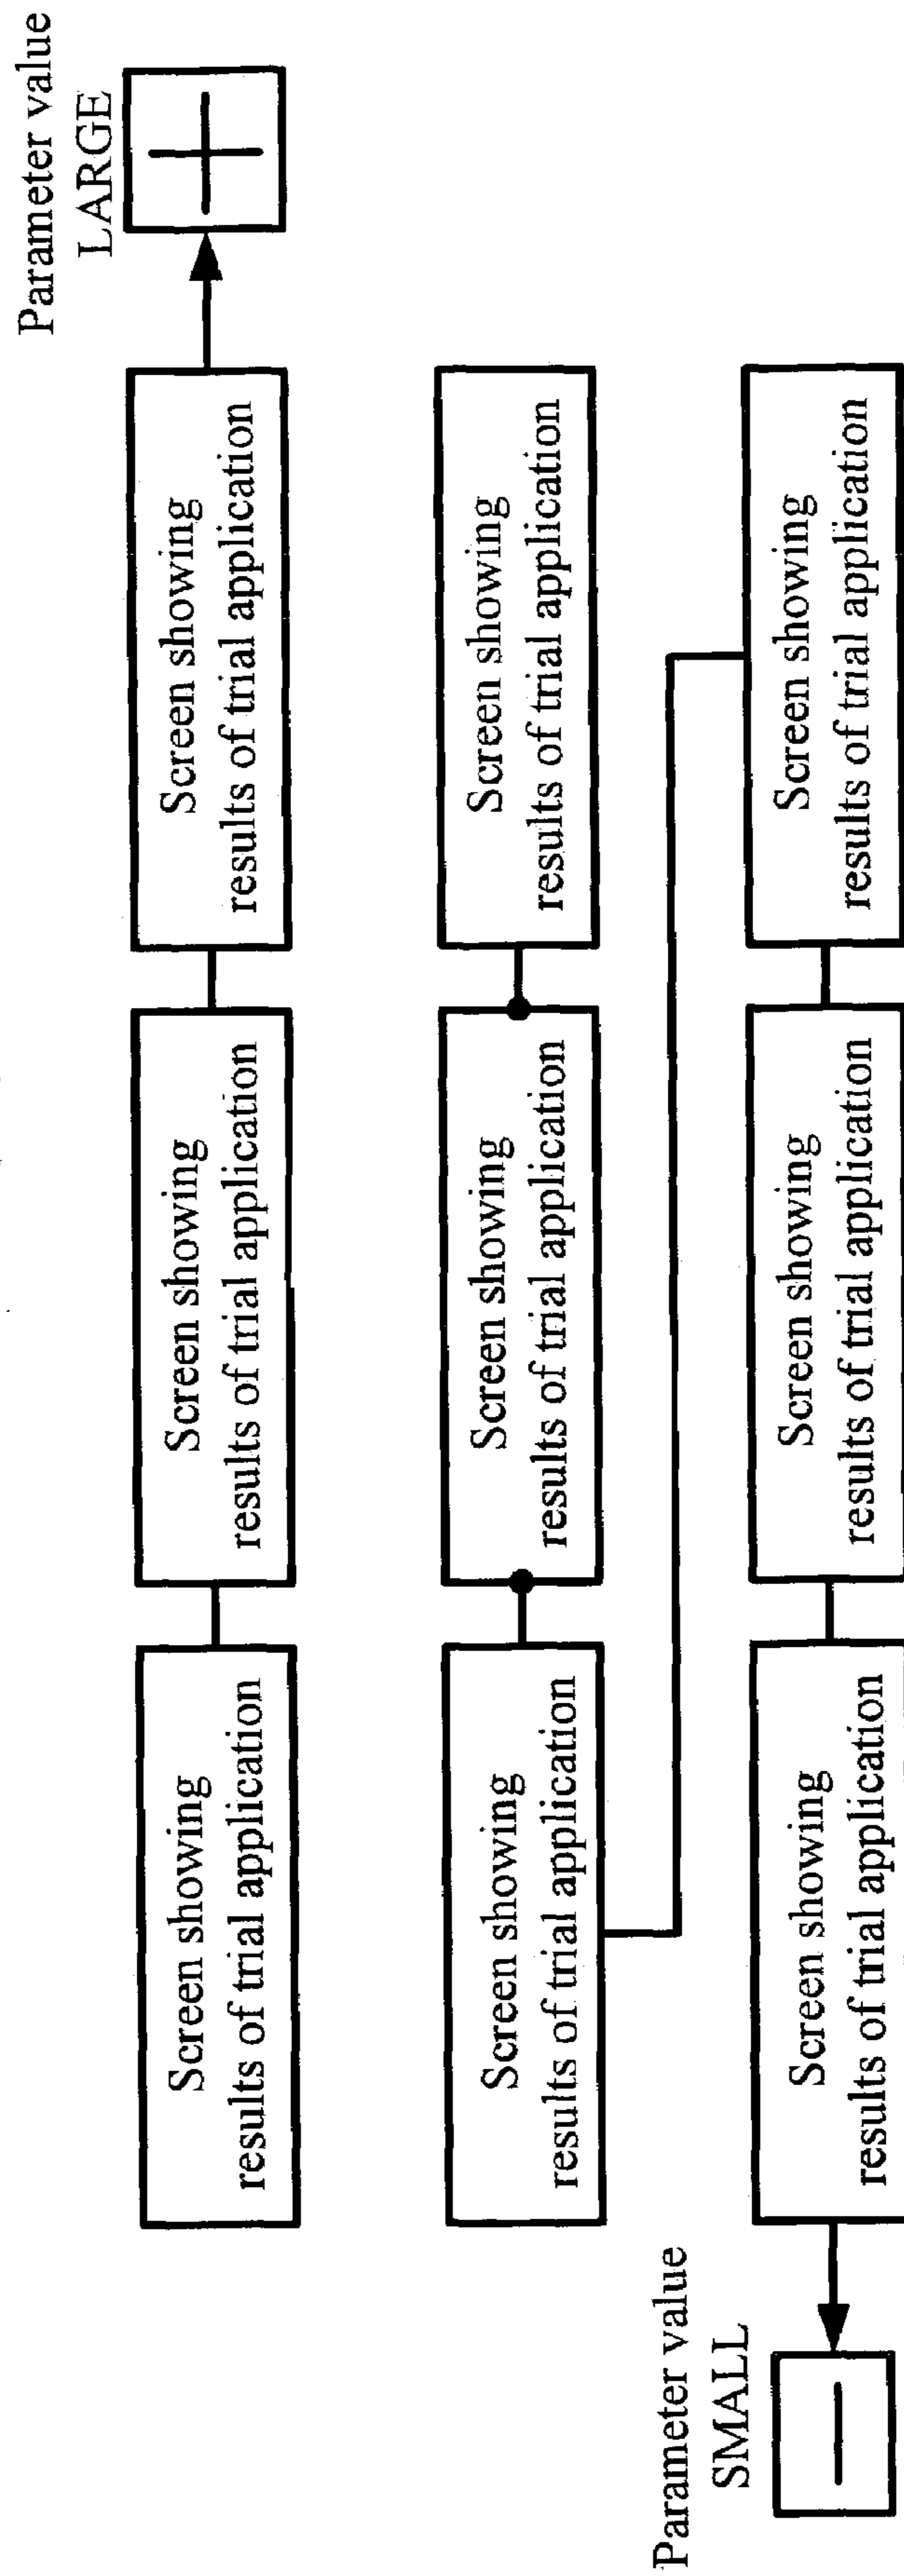 Parameter value
LARGE
+
Screen showing
results of trial application
Screen showing
results of trial application
Screen showing
results of trial application
Screen showing
results of trial application
Screen showing
results of trial application
Screen showing
results of trial application
Screen showing
results of trial application
Screen showing
results of trial application
Screen showing
results of trial application
Parameter value
SMALL
−